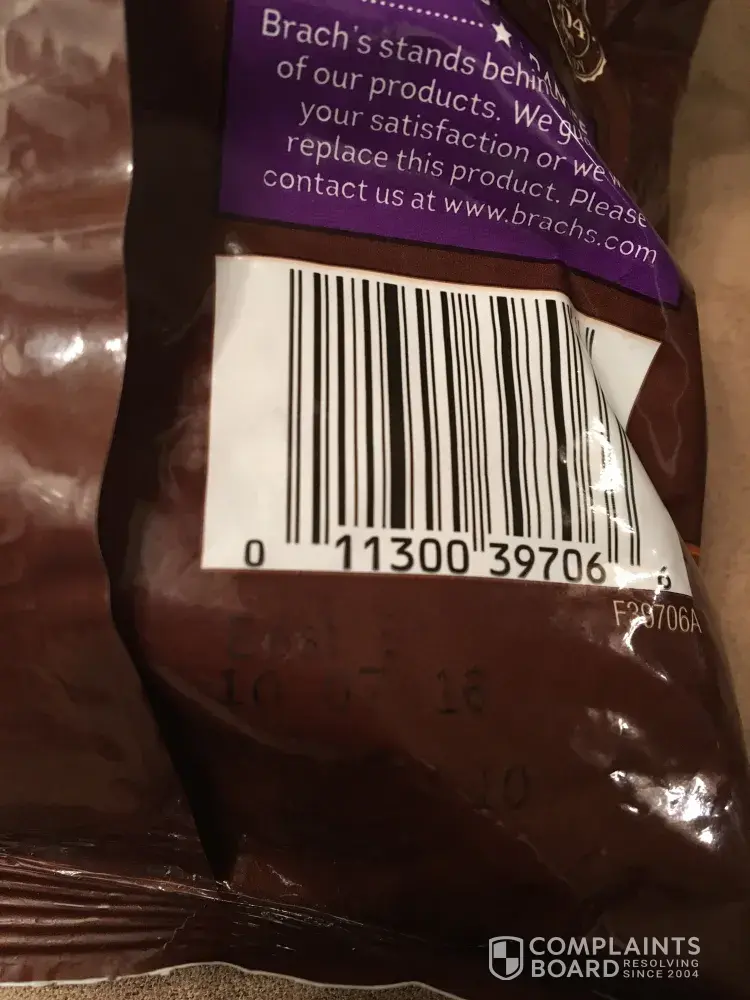 Brach's stands behin
of our products. We gu
your satisfaction or we w
replace this product. Please
contact us at www.brachs.com
0 11300 39706 6
F39706A
COMPLAINTS
BOARD RESOLVING
SINCE 2004